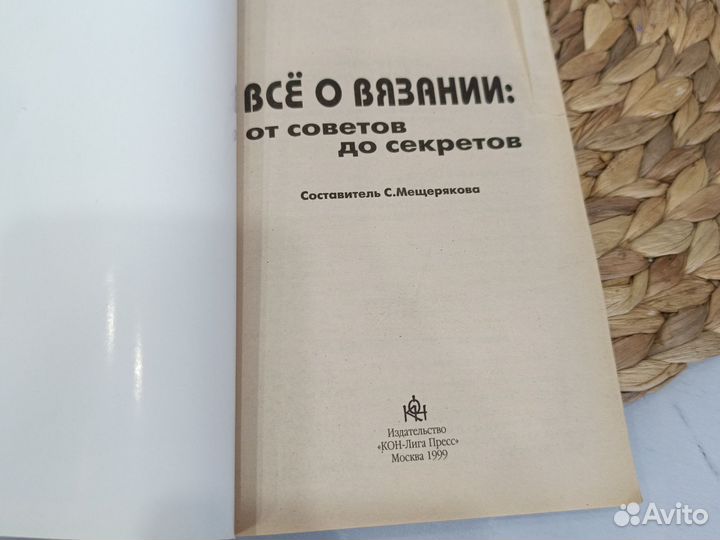 ВСЁ О ВЯЗАНИИ:
от советов
до секретов
Составитель С.Мещерякова
КОН
Издательство
«КОН-Лига Пресс»
Москва 1999
Avito